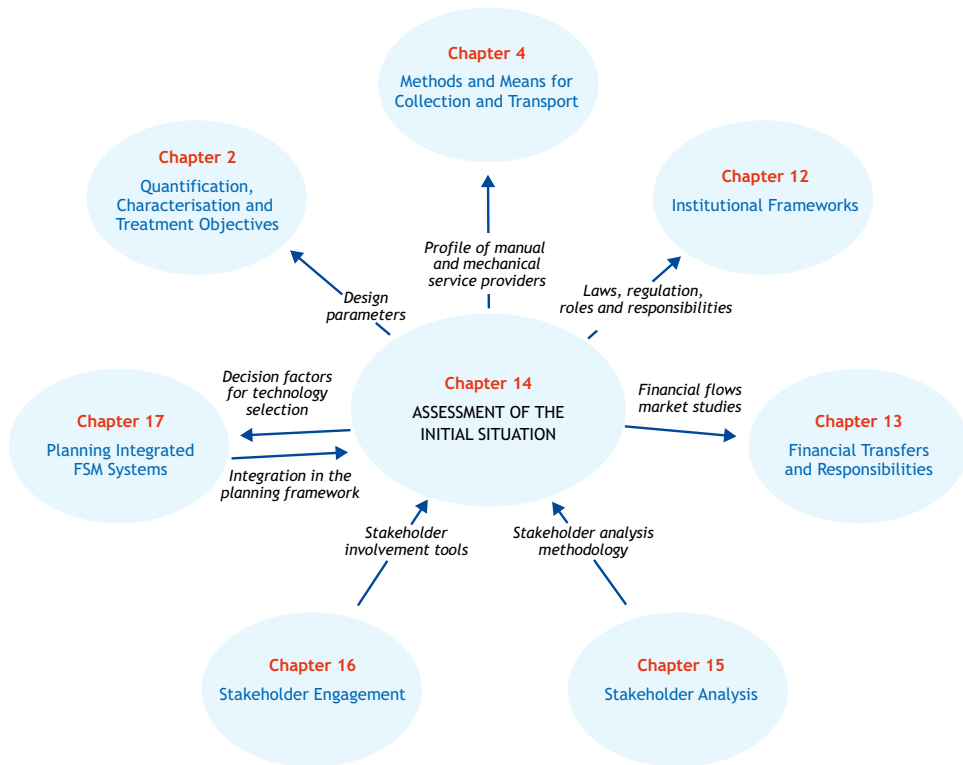 Chapter 4
Methods and Means for
Collection and Transport
Chapter 2
Quantification,
Characterisation and
Treatment Objectives
Chapter 12
Institutional Frameworks
Profile of manual
and mechanical
service providers
Design
parameters
Laws, regulation,
roles and responsibilities
Decision factors
for technology
selection
Chapter 14
ASSESSMENT OF THE
INITIAL SITUATION
Financial flows
market studies
Chapter 17
Planning Integrated
FSM Systems
Chapter 13
Financial Transfers
and Responsibilities
Integration in the
planning framework
Stakeholder
involvement tools
Stakeholder analysis
methodology
Chapter 16
Stakeholder Engagement
Chapter 15
Stakeholder Analysis